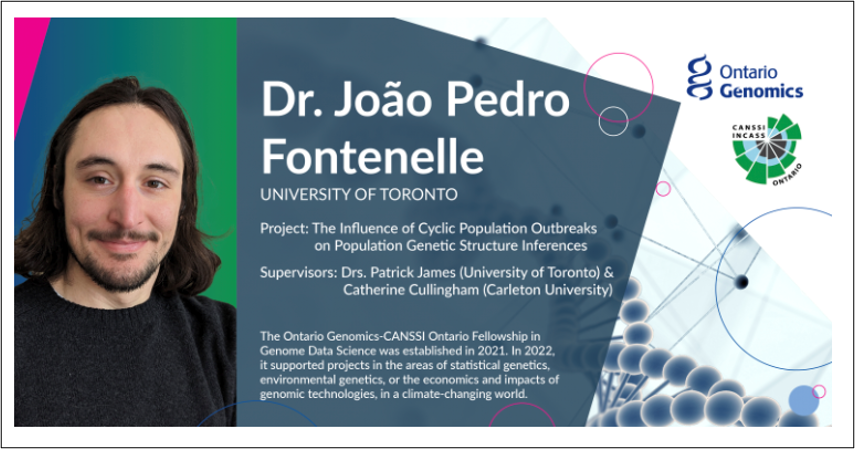 Dr. João Pedro
Fontenelle
UNIVERSITY OF TORONTO
Project: The Influence of Cyclic Population Outbreaks
on Population Genetic Structure Inferences
Supervisors: Drs. Patrick James (University of Toronto) &
Catherine Cullingham (Carleton University)
The Ontario Genomics-CANSSI Ontario Fellowship in
Genome Data Science was established in 2021. In 2022,
it supported projects in the areas of statistical genetics,
environmental genetics, or the economics and impacts of
genomic technologies, in a climate-changing world.
Ontario
Genomics
CANSSI
INCASS
ONTARIO